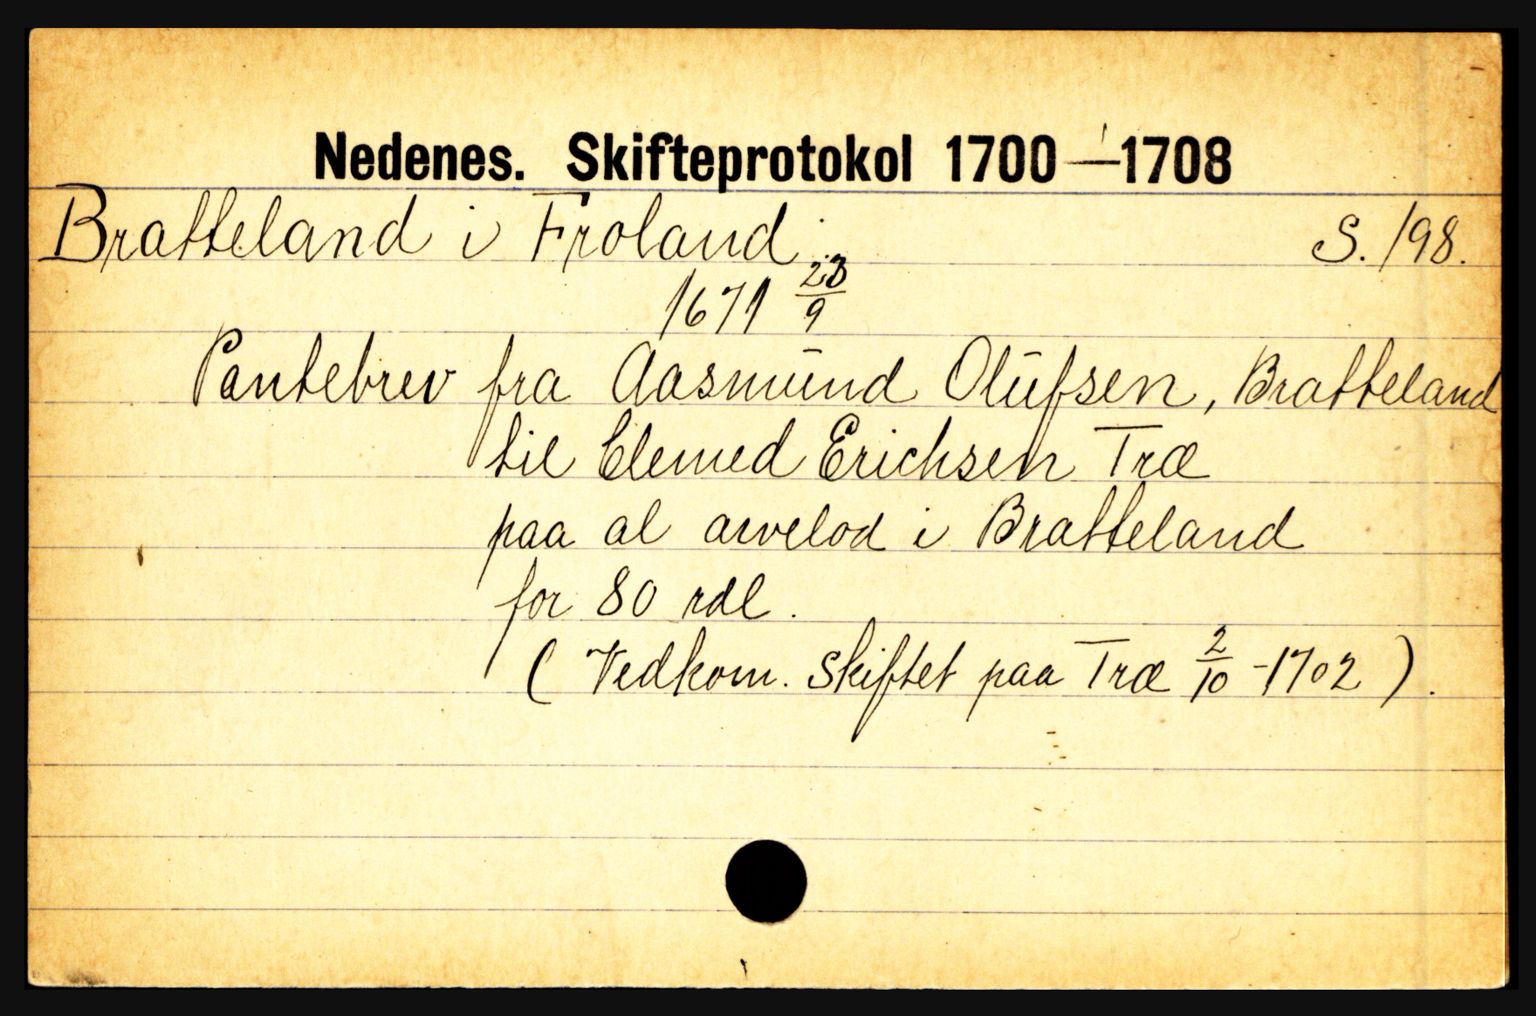 Nedenes. Skifteprotokol 1700—1708
Bratteland i Froland. S. 198.
1671 23/9
Pantebrev fra Aasmund Olufsen, Bratteland
til Clemed Erichsen Træ
paa al arvelod i Bratteland
for 80 rdl.
(Vedkom. Skiftet paa Træ 2/10 - 1702).